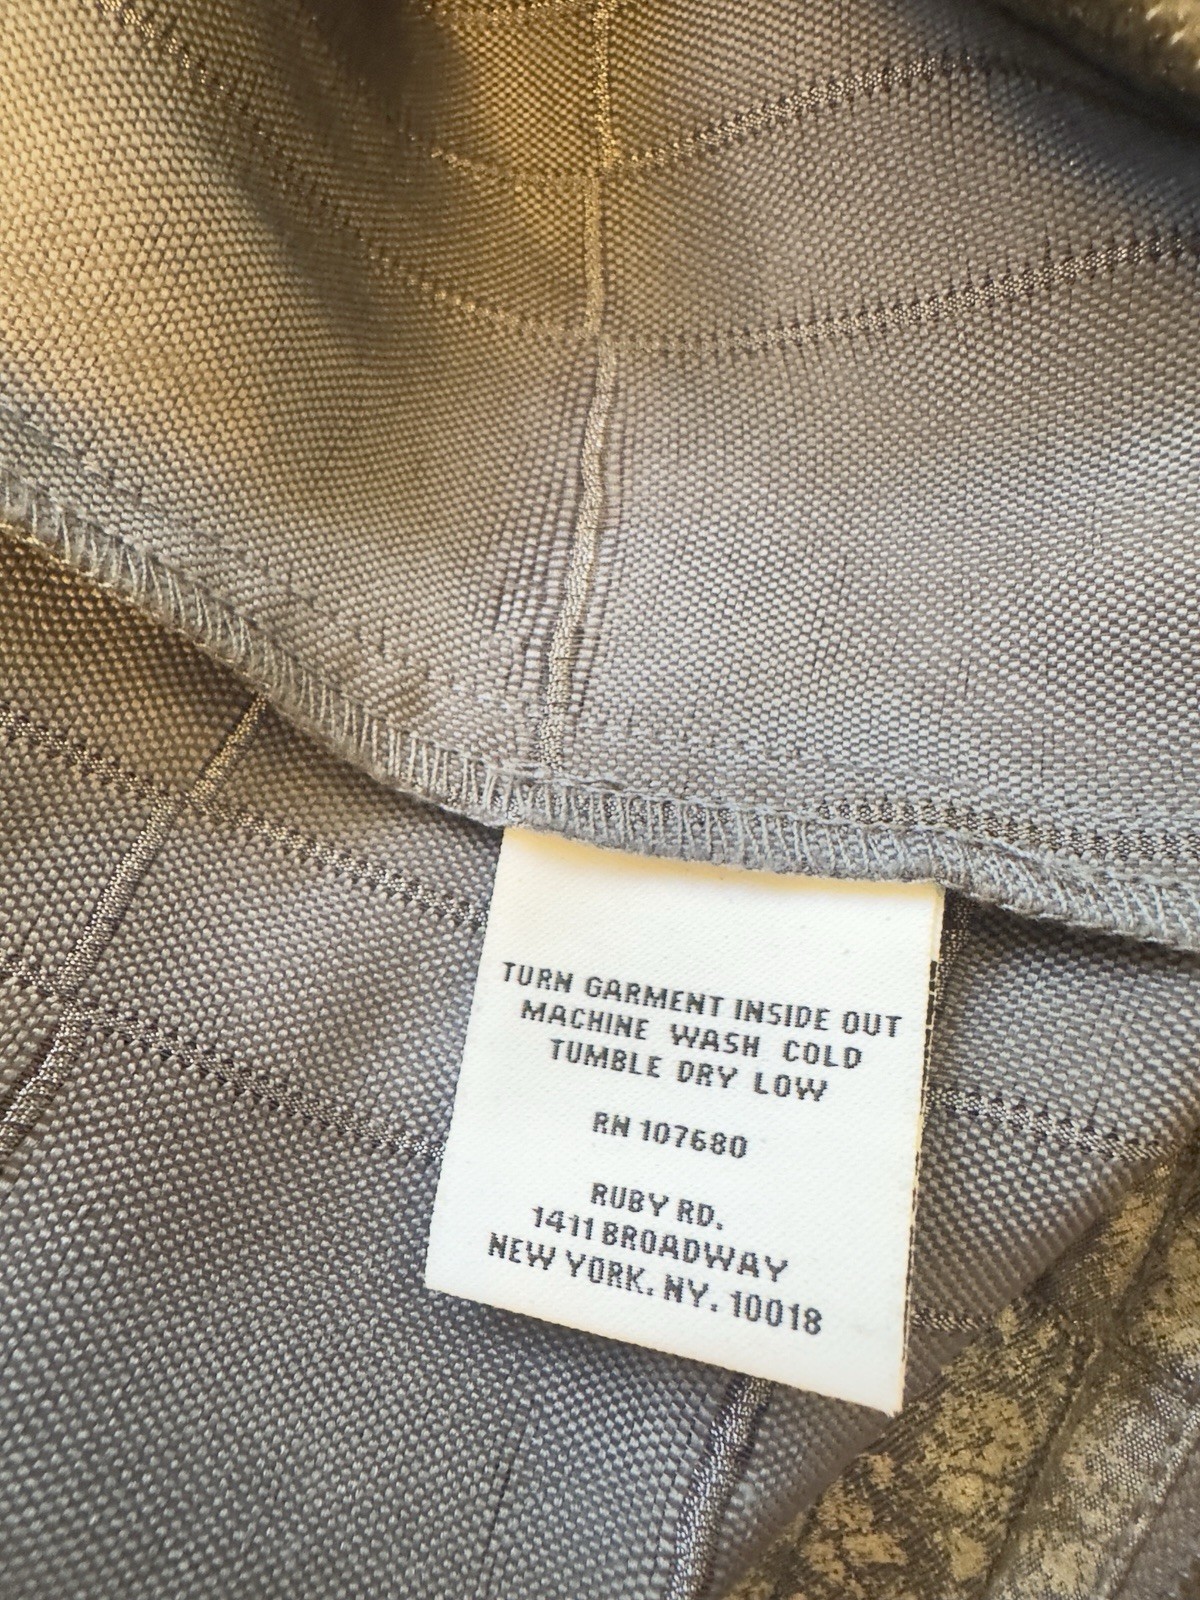 TURN GARMENT INSIDE OUT
MACHINE WASH COLD
TUMBLE DRY LOW
RN 107680
RUBY RD.
1411 BROADWAY
NEW YORK. NY. 10018